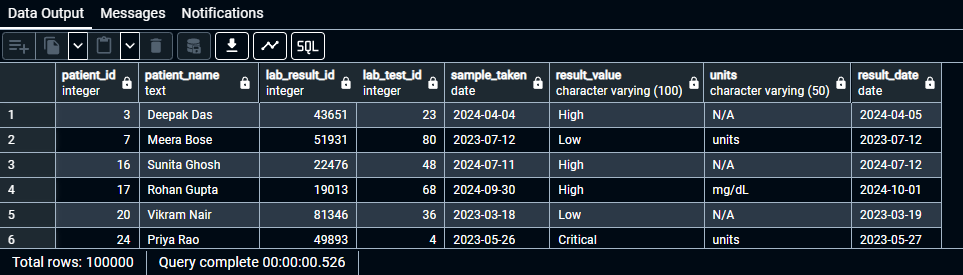 Data Output Messages Notifications
SQL
patient_id patient_name lab_result_id lab_test_id sample_taken result_value units result_date
integer text integer integer date character varying (100) character varying (50) date
1 3 Deepak Das 43651 23 2024-04-04 High N/A 2024-04-05
2 7 Meera Bose 51931 80 2023-07-12 Low units 2023-07-12
3 16 Sunita Ghosh 22476 48 2024-07-11 High N/A 2024-07-12
4 17 Rohan Gupta 19013 68 2024-09-30 High mg/dL 2024-10-01
5 20 Vikram Nair 81346 36 2023-03-18 Low N/A 2023-03-19
6 24 Priya Rao 49893 4 2023-05-26 Critical units 2023-05-27
Total rows: 100000 Query complete 00:00:00.526